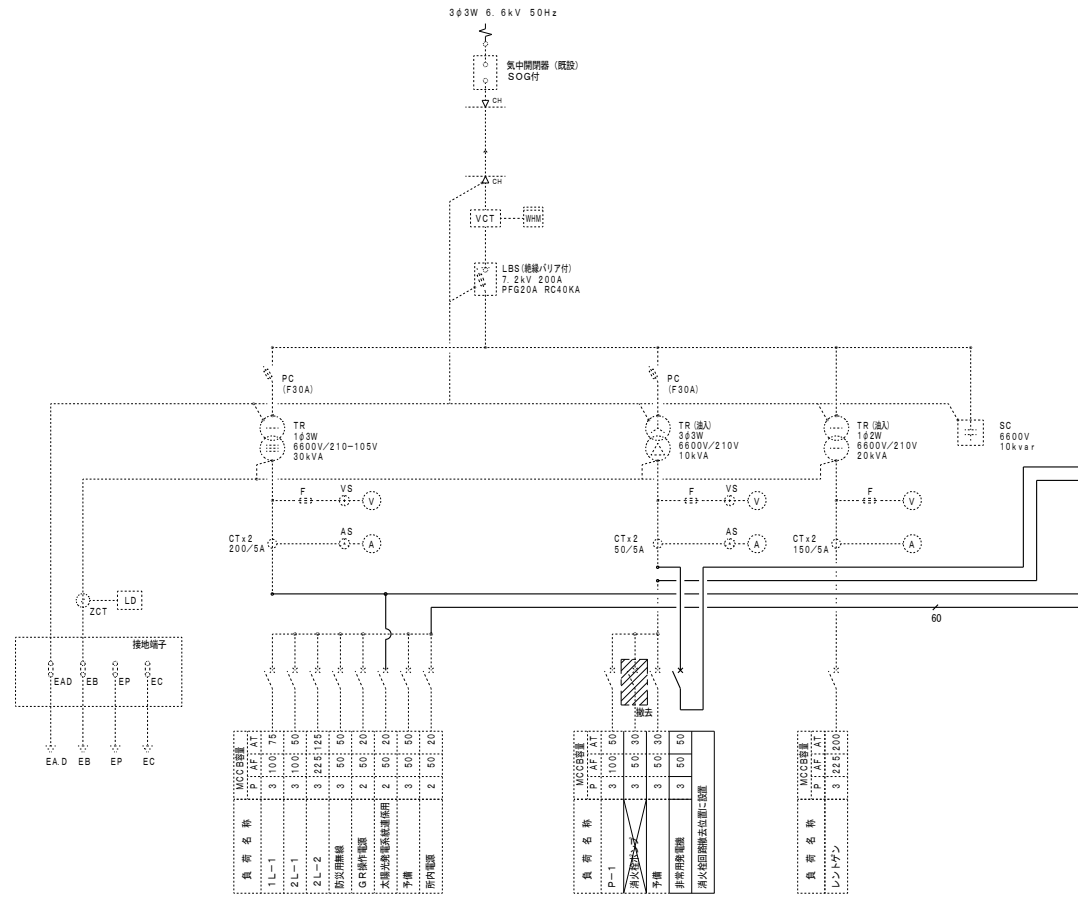 3φ3W 6.6kV 50Hz
気中開閉器（既設）
SOG付
CH
CH
VCT
WHM
LBS(絶縁バリア付)
7.2kV 200A
PFG20A RC40KA
PC
(F30A)
PC
(F30A)
TR
1φ3W
6600V/210-105V
30kVA
TR(油入)
3φ3W
6600V/210V
10kVA
TR(油入)
1φ2W
6600V/210V
20kVA
SC
6600V
10kvar
F
VS
V
F
VS
V
F
V
CTx2
200/5A
AS
A
CTx2
50/5A
AS
A
CTx2
150/5A
A
ZCT
LD
60
接地端子
EAD
EB
EP
EC
EA.D
EB
EP
EC
撤去
負荷名称 MCCB容量 P AF AT
1L-1 3 100 75
2L-1 3 100 50
2L-2 3 225 125
防災用無線 3 50 50
GR操作電源 2 50 20
太陽光発電系統連係用 2 50 20
予備 3 50 50
所内電源 2 50 20
負荷名称 MCCB容量 P AF AT
P-1 3 100 50
消火栓ポンプ 3 50 30
予備 3 50 30
非常用発電機 3 50 50
消火栓回路撤去位置に設置
負荷名称 MCCB容量 P AF AT
レントゲン 3 225 200